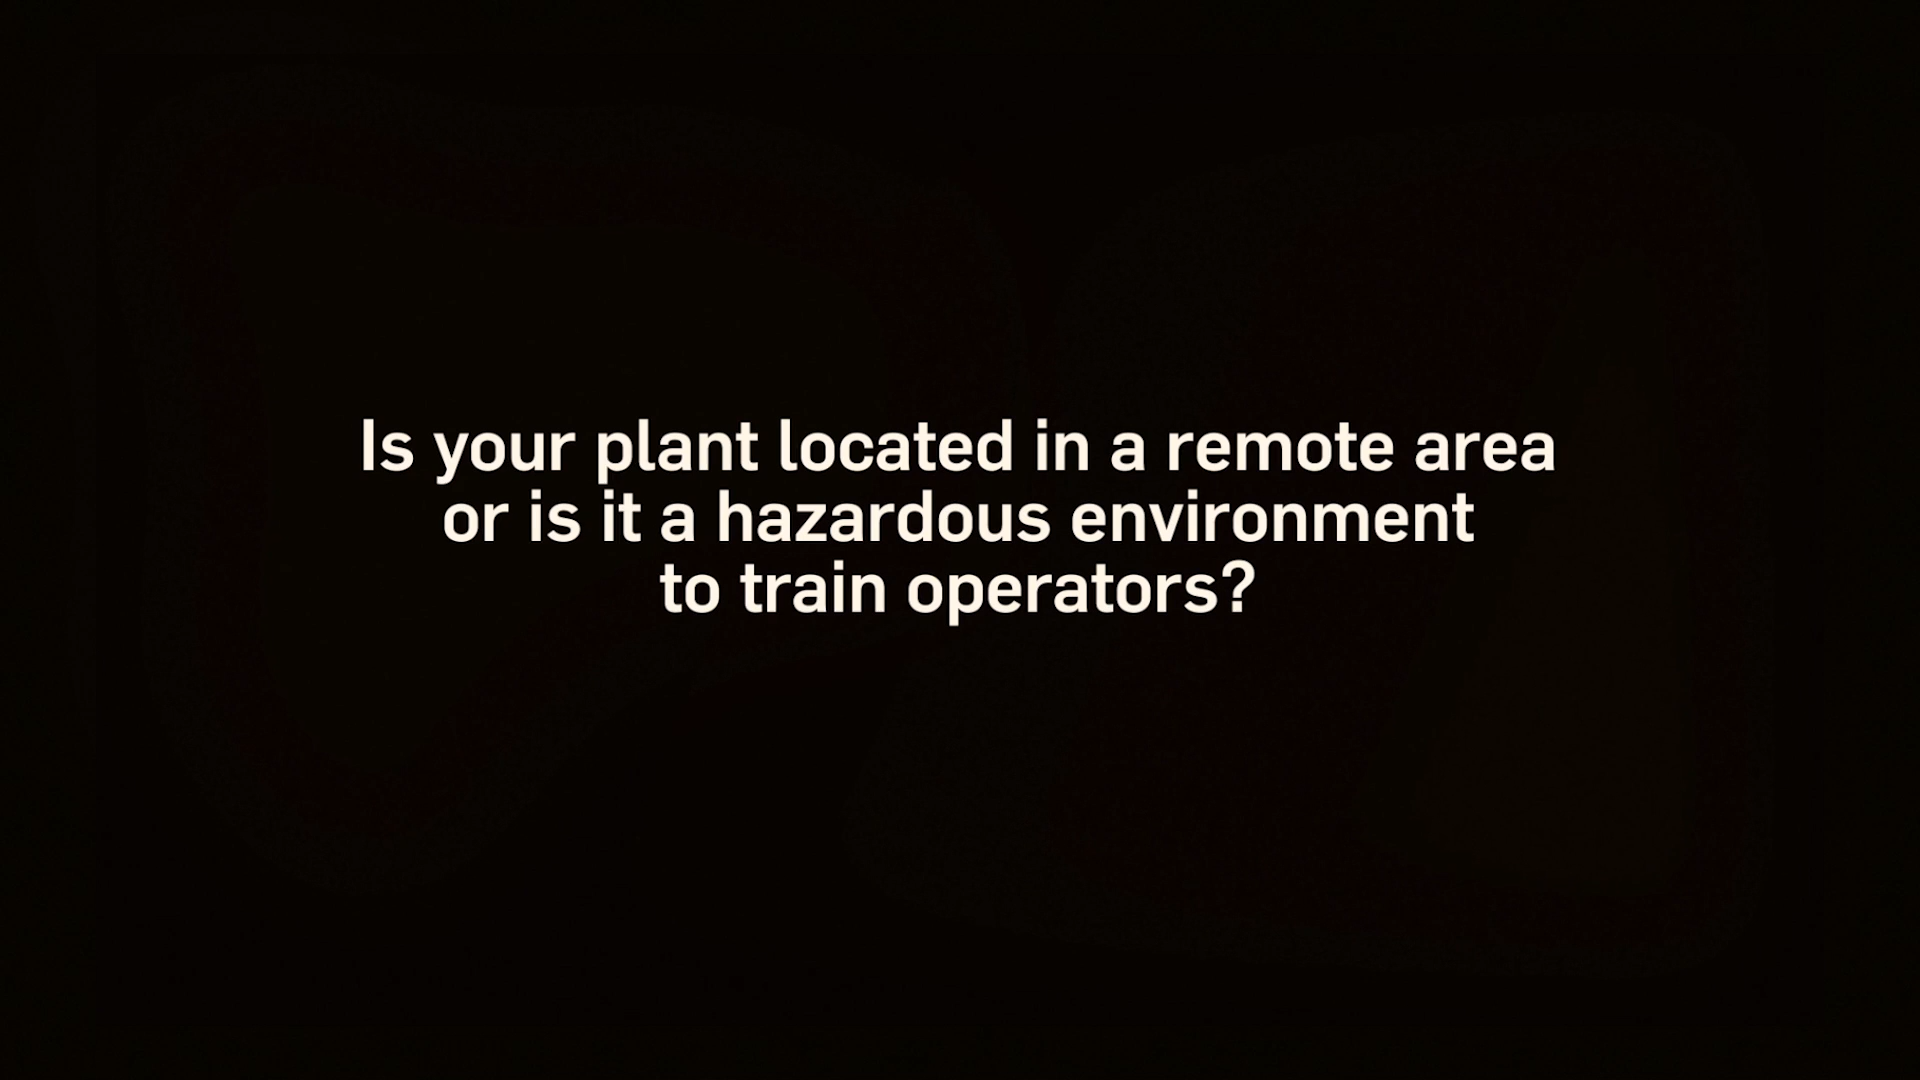 Is your plant located in a remote area
or is it a hazardous environment
to train operators?